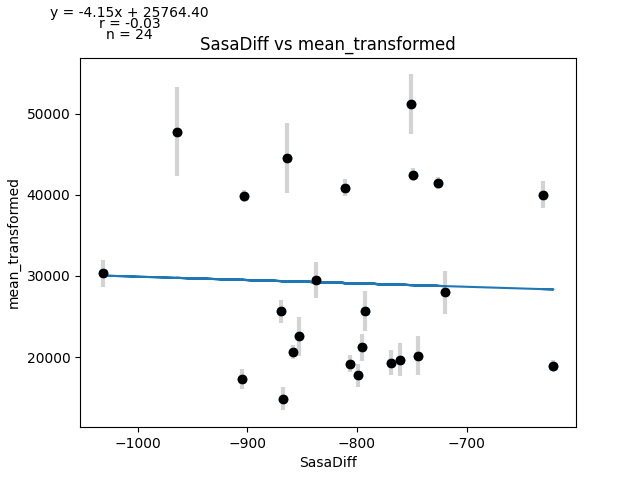 y = -4.15x + 25764.40
r = -0.03
n = 24
SasaDiff vs mean_transformed
50000
40000
30000
20000
mean_transformed
−1000
−900
−800
−700
SasaDiff